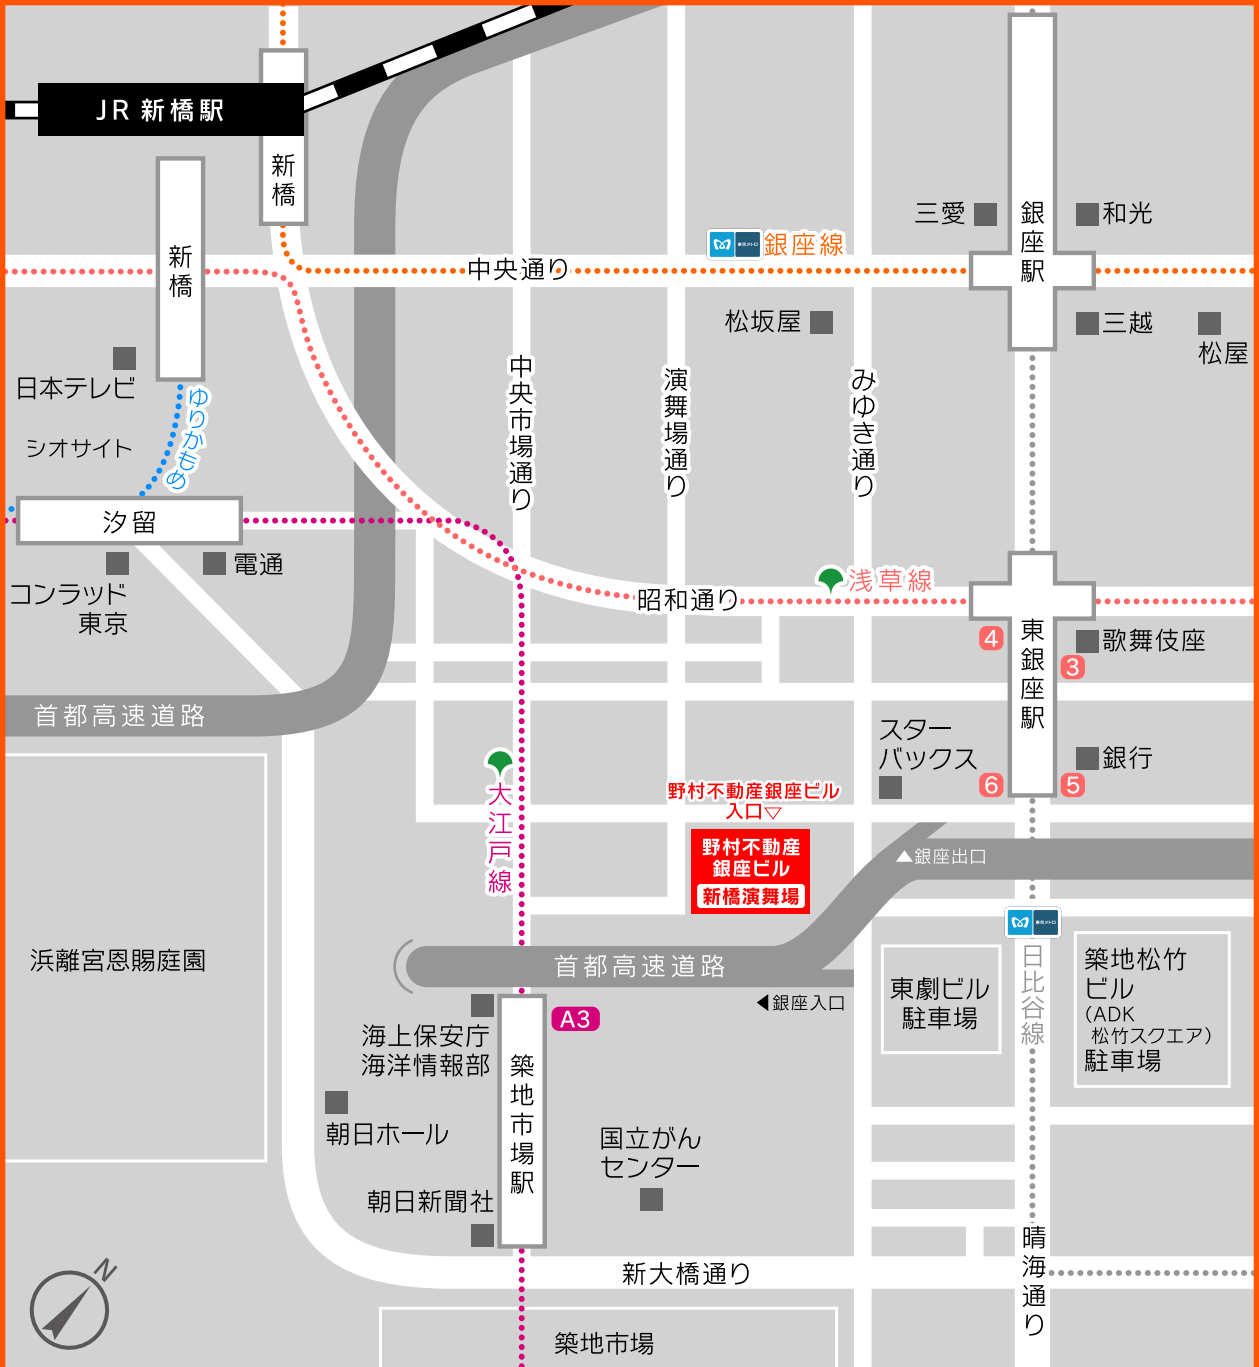 JR 新橋駅
新橋
新橋
三愛
銀座駅
和光
東京メトロ
銀座線
中央通り
松坂屋
三越
松屋
日本テレビ
ゆりかもめ
シオサイト
中央市場通り
演舞場通り
みゆき通り
汐留
電通
コンラッド
東京
浅草線
昭和通り
4
東銀座駅
歌舞伎座
3
首都高速道路
スター
バックス
銀行
6
5
大江戸線
野村不動産銀座ビル
入口▽
野村不動産
銀座ビル
新橋演舞場
▲銀座出口
東京メトロ
日比谷線
浜離宮恩賜庭園
首都高速道路
◀銀座入口
東劇ビル
駐車場
築地松竹
ビル
(ADK
松竹スクエア)
駐車場
A3
海上保安庁
海洋情報部
築地市場駅
朝日ホール
国立がん
センター
朝日新聞社
新大橋通り
晴海通り
N
築地市場